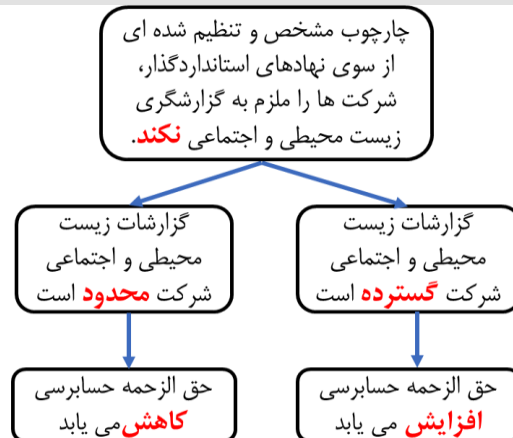 چارچوب مشخص و تنظیم شده ای
از سوی نهادهای استانداردگذار،
شرکت ها را ملزم به گزارشگری
زیست محیطی و اجتماعی نکند.
گزارشات زیست
محیطی و اجتماعی
شرکت گسترده است
گزارشات زیست
محیطی و اجتماعی
شرکت محدود است
حق الزحمه حسابرسی
افزایش می یابد
حق الزحمه حسابرسی
کاهش می یابد